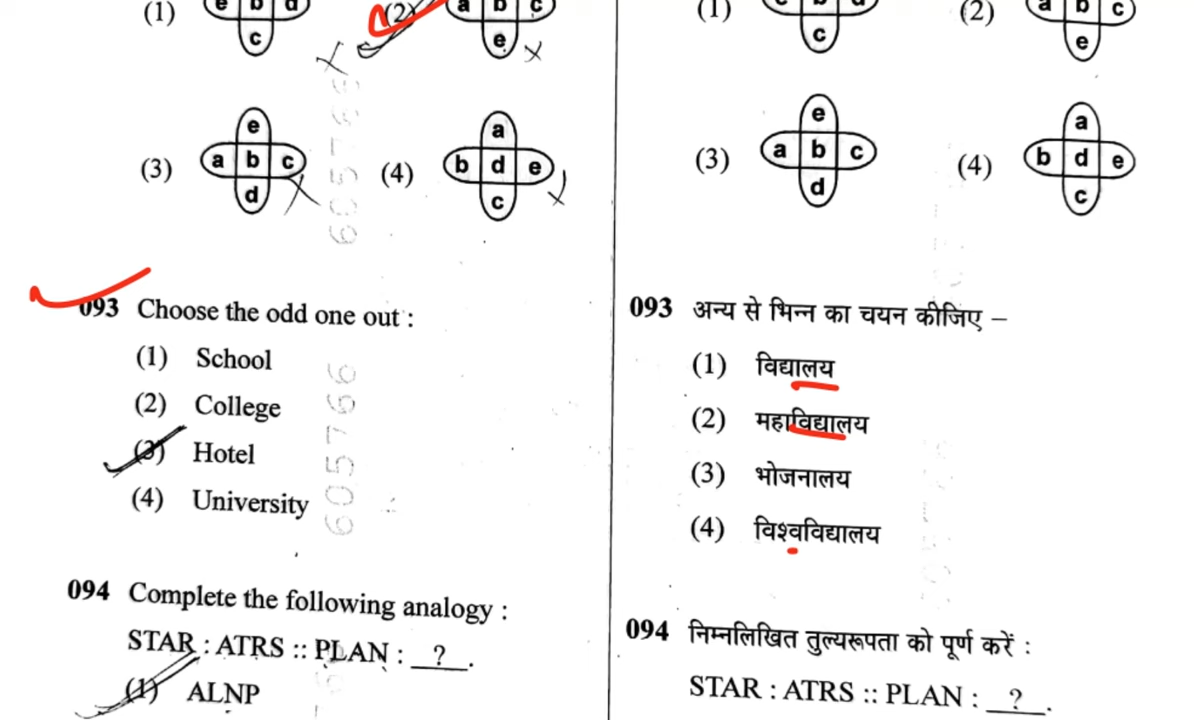 (1) e b d c
(2) a b c e
(3) e a b c d
(4) a b d e c
093 Choose the odd one out :
(1) School
(2) College
(3) Hotel
(4) University
094 Complete the following analogy :
STAR : ATRS :: PLAN : ? .
(1) ALNP
605766
605766
(1) b c
(2) a b c e
(3) e a b c d
(4) a b d e c
093 अन्य से भिन्न का चयन कीजिए –
(1) विद्यालय
(2) महाविद्यालय
(3) भोजनालय
(4) विश्वविद्यालय
094 निम्नलिखित तुल्यरूपता को पूर्ण करें :
STAR : ATRS :: PLAN : ? .